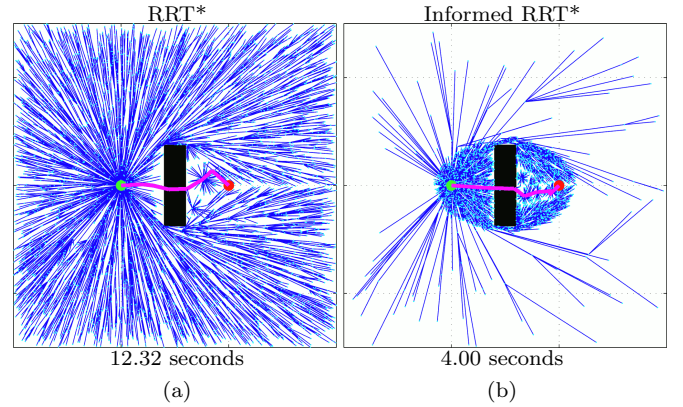 RRT*
Informed RRT*
12.32 seconds
4.00 seconds
(a)
(b)